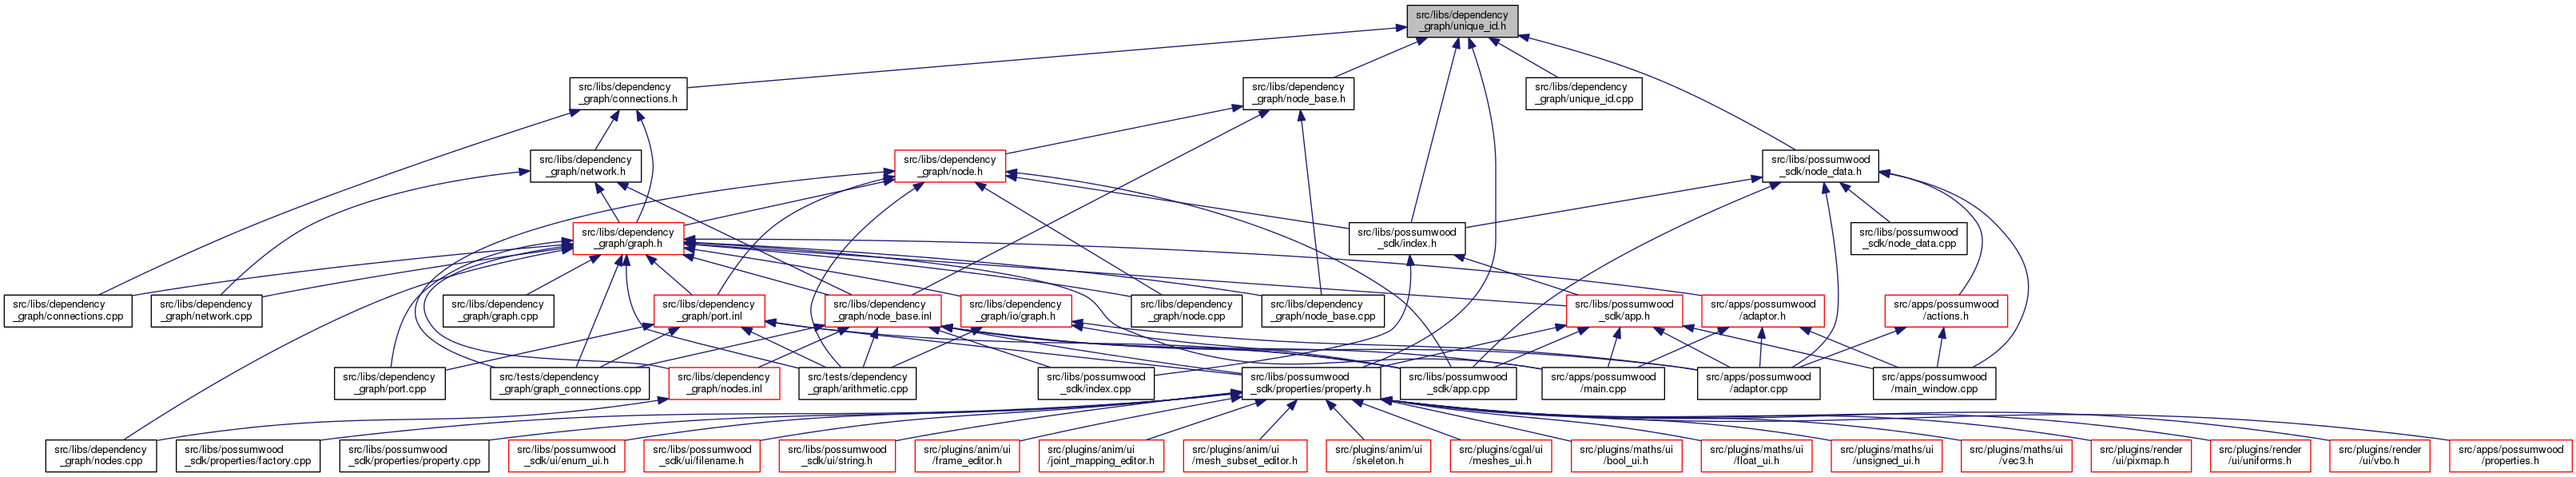 src/libs/dependency
_graph/unique_id.h
src/libs/dependency
_graph/connections.h
src/libs/dependency
_graph/node_base.h
src/libs/dependency
_graph/unique_id.cpp
src/libs/dependency
_graph/network.h
src/libs/dependency
_graph/node.h
src/libs/possumwood
_sdk/node_data.h
src/libs/dependency
_graph/graph.h
src/libs/possumwood
_sdk/index.h
src/libs/possumwood
_sdk/node_data.cpp
src/libs/dependency
_graph/connections.cpp
src/libs/dependency
_graph/network.cpp
src/libs/dependency
_graph/graph.cpp
src/libs/dependency
_graph/port.inl
src/libs/dependency
_graph/node_base.inl
src/libs/dependency
_graph/io/graph.h
src/libs/dependency
_graph/node.cpp
src/libs/dependency
_graph/node_base.cpp
src/libs/possumwood
_sdk/app.h
src/apps/possumwood
/adaptor.h
src/apps/possumwood
/actions.h
src/libs/dependency
_graph/port.cpp
src/tests/dependency
_graph/graph_connections.cpp
src/libs/dependency
_graph/nodes.inl
src/tests/dependency
_graph/arithmetic.cpp
src/libs/possumwood
_sdk/index.cpp
src/libs/possumwood
_sdk/properties/property.h
src/libs/possumwood
_sdk/app.cpp
src/apps/possumwood
/main.cpp
src/apps/possumwood
/adaptor.cpp
src/apps/possumwood
/main_window.cpp
src/libs/dependency
_graph/nodes.cpp
src/libs/possumwood
_sdk/properties/factory.cpp
src/libs/possumwood
_sdk/properties/property.cpp
src/libs/possumwood
_sdk/ui/enum_ui.h
src/libs/possumwood
_sdk/ui/filename.h
src/libs/possumwood
_sdk/ui/string.h
src/plugins/anim/ui
/frame_editor.h
src/plugins/anim/ui
/joint_mapping_editor.h
src/plugins/anim/ui
/mesh_subset_editor.h
src/plugins/anim/ui
/skeleton.h
src/plugins/cgal/ui
/meshes_ui.h
src/plugins/maths/ui
/bool_ui.h
src/plugins/maths/ui
/float_ui.h
src/plugins/maths/ui
/unsigned_ui.h
src/plugins/maths/ui
/vec3.h
src/plugins/render
/ui/pixmap.h
src/plugins/render
/ui/uniforms.h
src/plugins/render
/ui/vbo.h
src/apps/possumwood
/properties.h